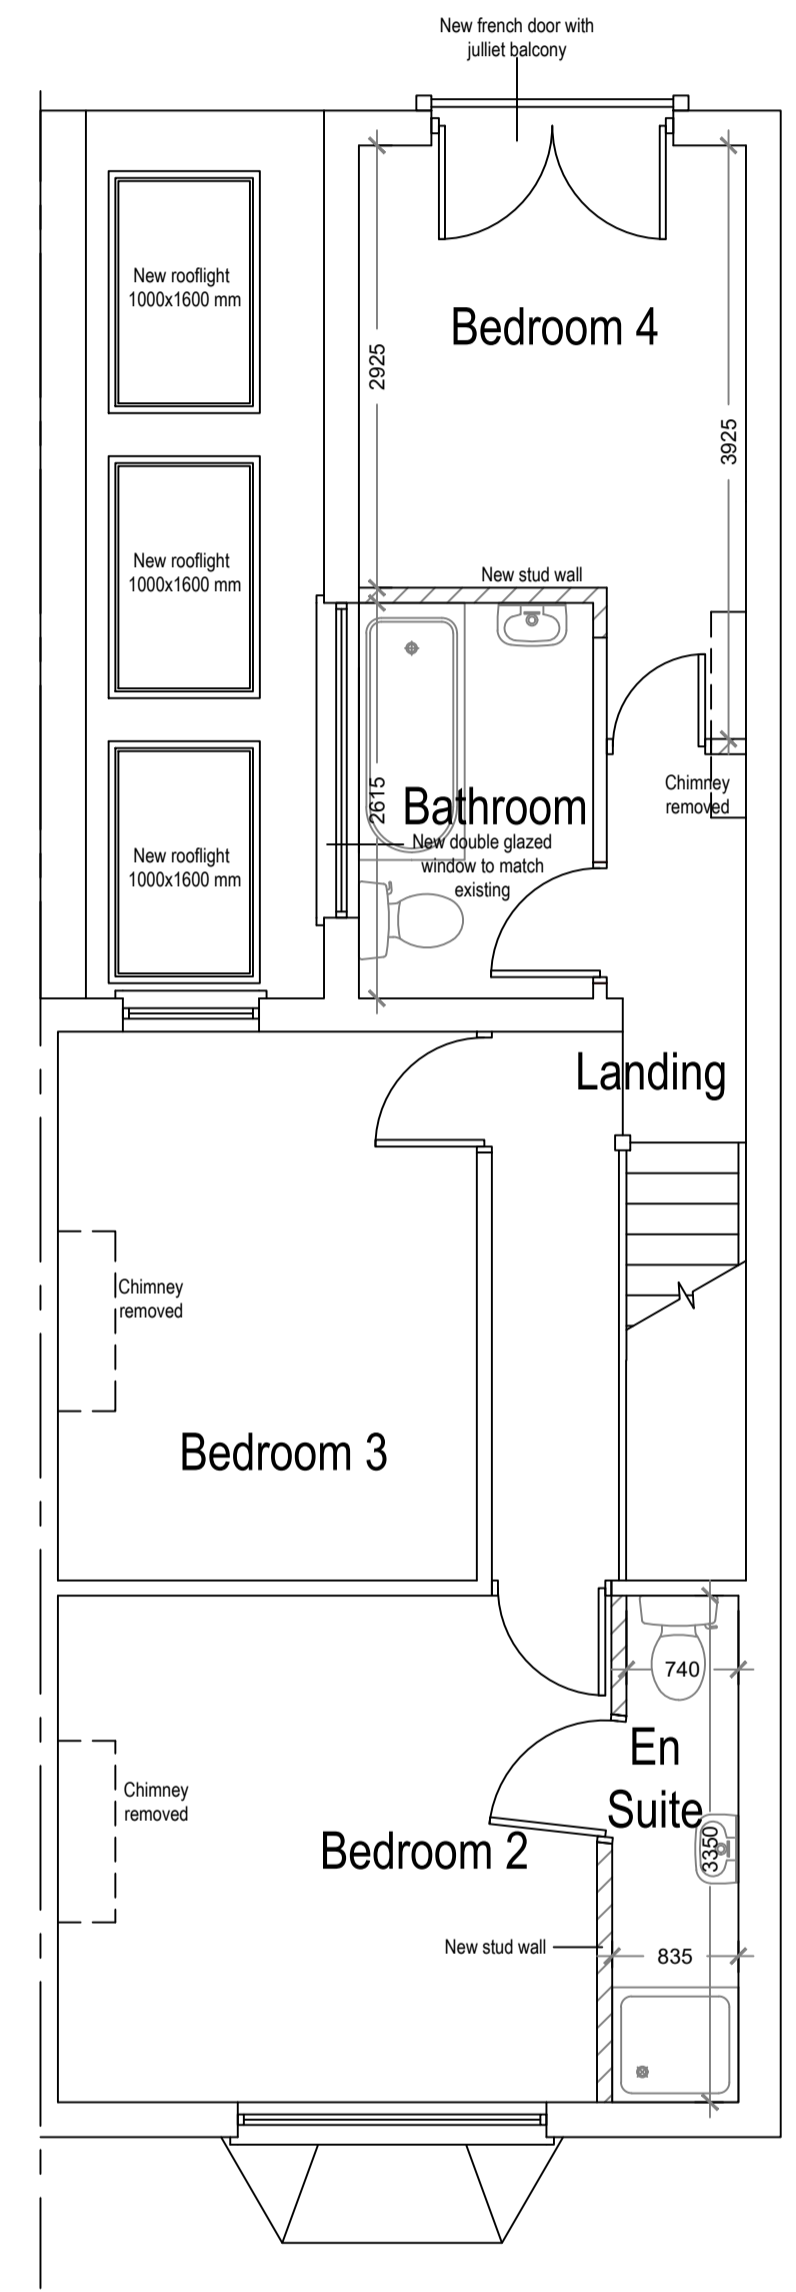 New french door with
julliet balcony
New rooflight
1000x1600 mm
Bedroom 4
2925
3925
New rooflight
1000x1600 mm
New stud wall
Chimney
removed
2615
Bathroom
New double glazed
window to match
existing
New rooflight
1000x1600 mm
Landing
Chimney
removed
Bedroom 3
740
En
Suite
3350
Chimney
removed
Bedroom 2
New stud wall
835